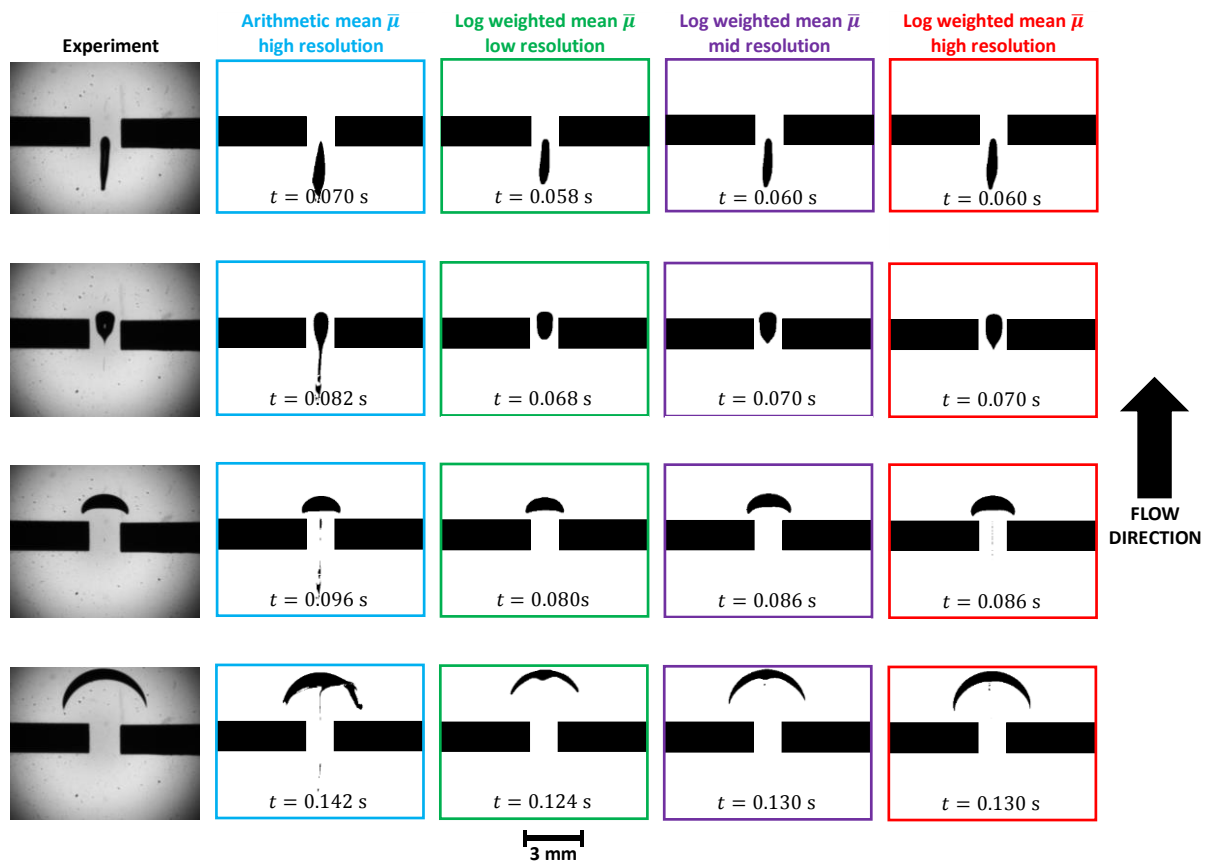 Experiment
Arithmetic mean μ̅
high resolution
Log weighted mean μ̅
low resolution
Log weighted mean μ̅
mid resolution
Log weighted mean μ̅
high resolution
t = 0.070 s
t = 0.058 s
t = 0.060 s
t = 0.060 s
t = 0.082 s
t = 0.068 s
t = 0.070 s
t = 0.070 s
t = 0.096 s
t = 0.080s
t = 0.086 s
t = 0.086 s
FLOW
DIRECTION
t = 0.142 s
t = 0.124 s
t = 0.130 s
t = 0.130 s
3 mm